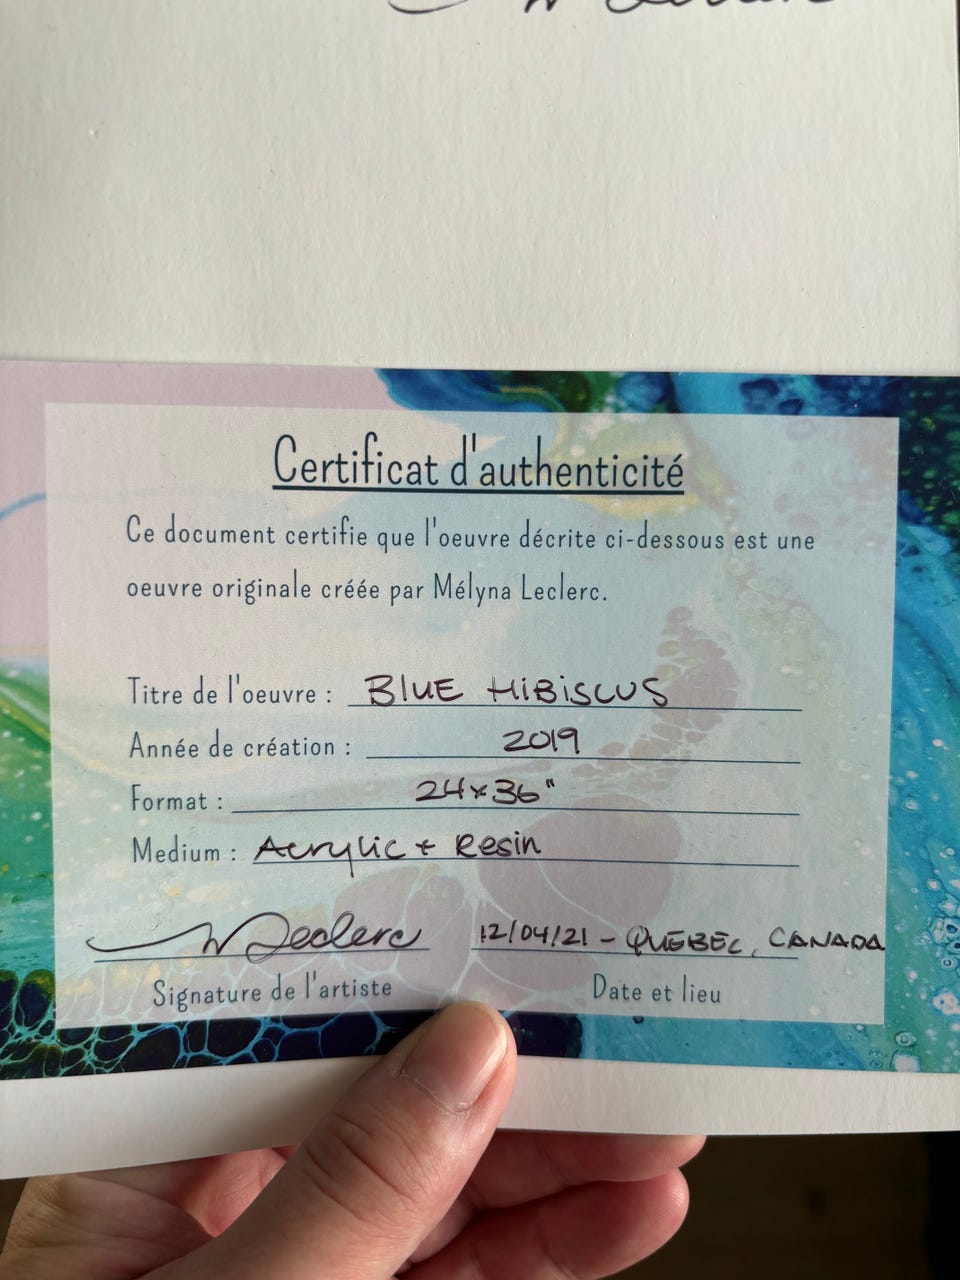 Certificat d'authenticité
Ce document certifie que l'oeuvre décrite ci-dessous est une
oeuvre originale créée par Mélyna Leclerc.
Titre de l'oeuvre : BLUE HiBiSCUS
Année de création : 2019
Format : 24x36"
Medium : Acrylic + Resin
MLeclerc 12/04/21 - QUEBEC, CANADA
Signature de l'artiste Date et lieu